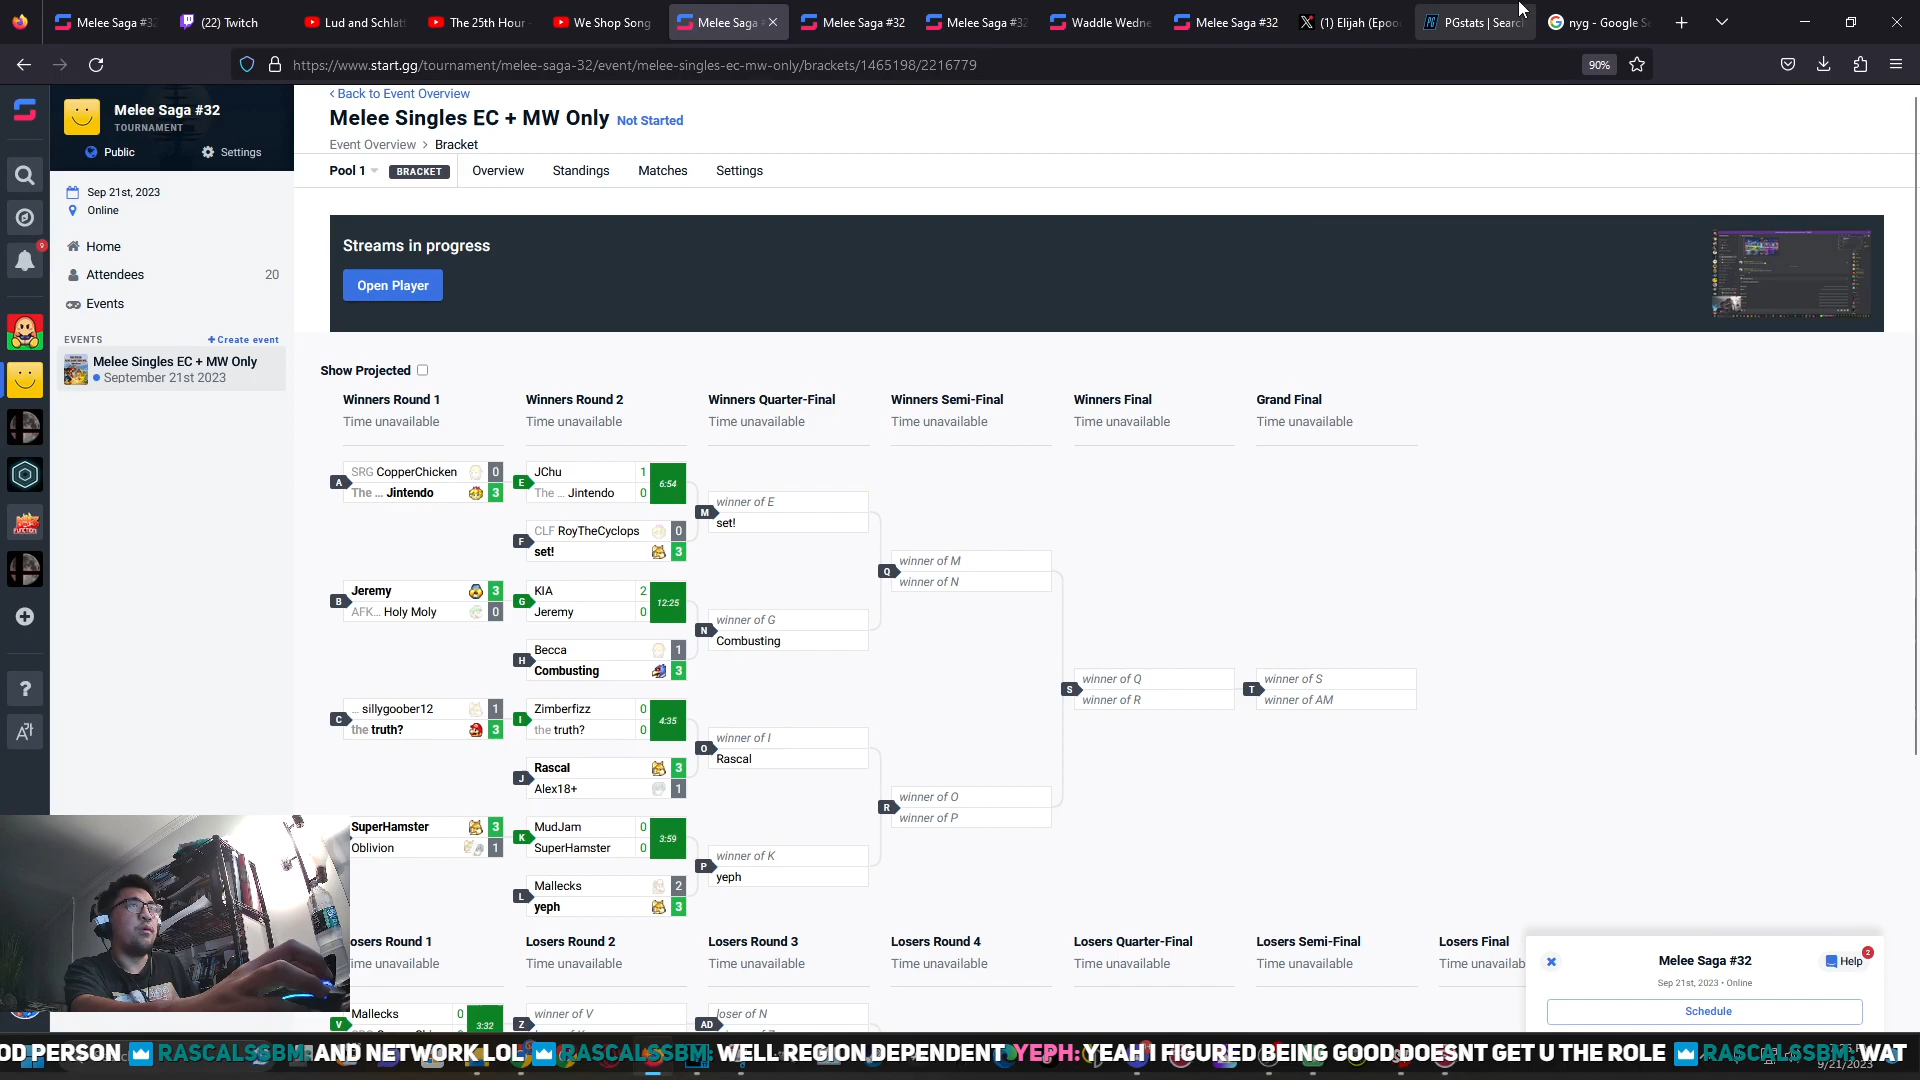 Melee Saga #32
(22) Twitch
Lud and Schlatt
The 25th Hour
We Shop Song
Melee Saga
Melee Saga #32
Melee Saga #32
Waddle Wedne
Melee Saga #32
(1) Elijah (Epoo
PGstats | Search
nyg - Google Se
https://www.start.gg/tournament/melee-saga-32/event/melee-singles-ec-mw-only/brackets/1465198/2216779
90%
Melee Saga #32
TOURNAMENT
Public
Settings
Sep 21st, 2023
Online
Home
Attendees 20
Events
EVENTS
+ Create event
Melee Singles EC + MW Only
September 21st 2023
9
‹ Back to Event Overview
Melee Singles EC + MW Only Not Started
Event Overview > Bracket
Pool 1 BRACKET Overview Standings Matches Settings
Streams in progress
Open Player
Show Projected
Winners Round 1
Time unavailable
Winners Round 2
Time unavailable
Winners Quarter-Final
Time unavailable
Winners Semi-Final
Time unavailable
Winners Final
Time unavailable
Grand Final
Time unavailable
A
SRG CopperChicken 0
The ... Jintendo 3
B
Jeremy 3
AFK... Holy Moly 0
C
... sillygoober12 1
the truth? 3
SuperHamster 3
Oblivion 1
E
JChu 1
The ... Jintendo 0
6:54
F
CLF RoyTheCyclops 0
set! 3
G
KIA 2
Jeremy 0
12:25
H
Becca 1
Combusting 3
I
Zimberfizz 0
the truth? 0
4:35
J
Rascal 3
Alex18+ 1
K
MudJam 0
SuperHamster 0
3:59
L
Mallecks 2
yeph 3
M
winner of E
set!
N
winner of G
Combusting
O
winner of I
Rascal
P
winner of K
yeph
Q
winner of M
winner of N
R
winner of O
winner of P
S
winner of Q
winner of R
T
winner of S
winner of AM
osers Round 1
ime unavailable
Losers Round 2
Time unavailable
Losers Round 3
Time unavailable
Losers Round 4
Time unavailable
Losers Quarter-Final
Time unavailable
Losers Semi-Final
Time unavailable
Losers Final
Time unavailab
V
Mallecks 0
3:32
Z
winner of V
AD
loser of N
Melee Saga #32
Help
2
Sep 21st, 2023 • Online
Schedule
OD PERSON RASCALSSBM: AND NETWORK LOL RASCALSSBM: WELL REGION DEPENDENT YEPH: YEAH I FIGURED BEING GOOD DOESNT GET U THE ROLE RASCALSSBM: WAT
9/21/2023